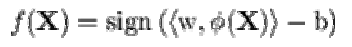 f(X) = sign (⟨w, ϕ(X)⟩ − b)